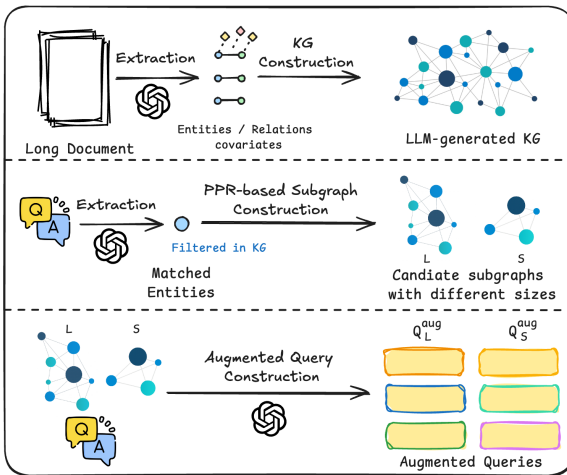 Extraction
KG
Construction
Long Document
Entities / Relations
covariates
LLM-generated KG
Q
A
Extraction
PPR-based Subgraph
Construction
Filtered in KG
Matched
Entities
L
S
Candiate subgraphs
with different sizes
L
S
Q
A
Augmented Query
Construction
Q_L^aug
Q_S^aug
Augmented Queries